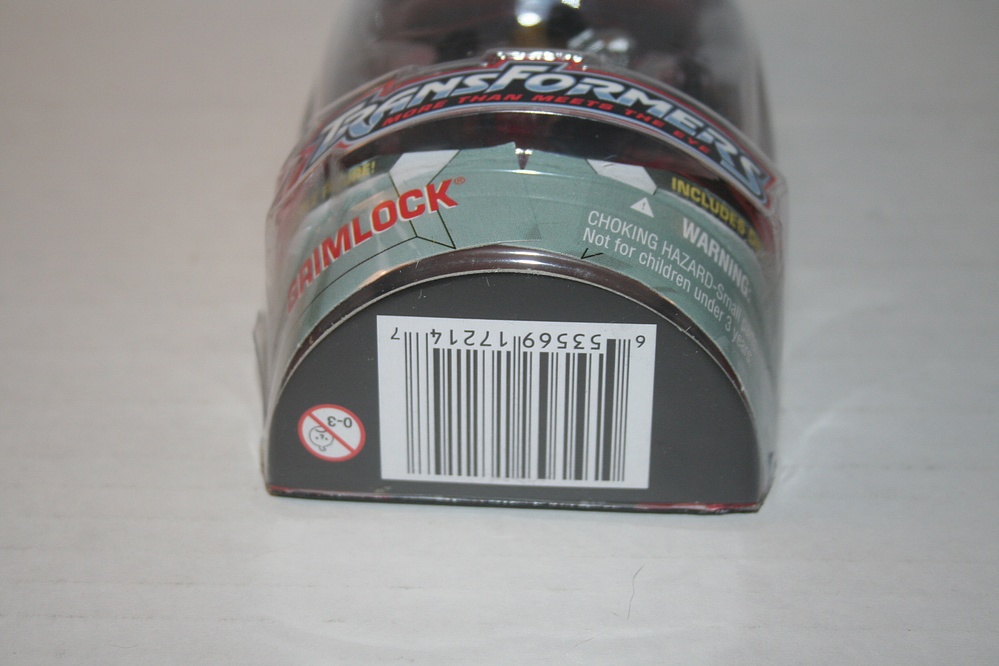 TRANSFORMERS
MORE THAN MEETS THE EYE
GRIMLOCK®
INCLUDES
WARNING:
CHOKING HAZARD-Small
Not for children under 3 years
6 53569 17214 7
0-3